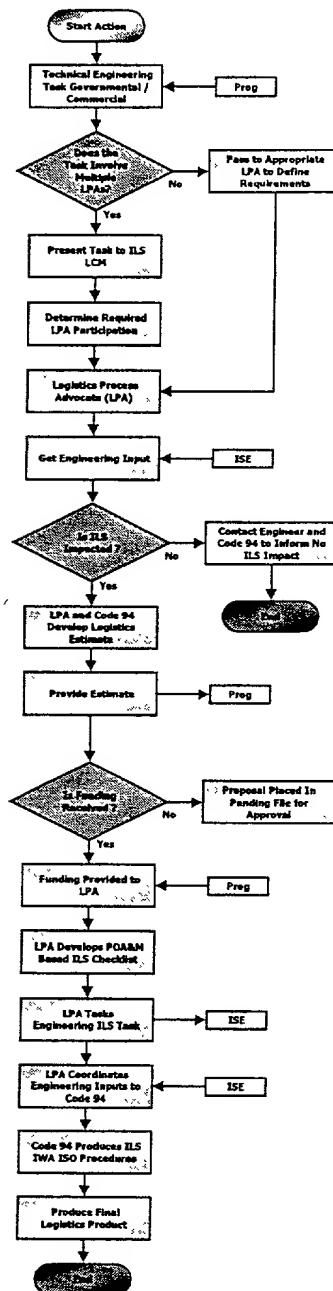 Start Action
Technical Engineering
Task Governmental /
Commercial
Prog
Does the
Task Involve
Multiple
LPAs?
No
Pass to Appropriate
LPA to Define
Requirements
Yes
Present Task to ILS
LCM
Determine Required
LPA Participation
Logistics Process
Advocate (LPA)
Get Engineering Input
ISE
Is ILS
Impacted ?
No
Contact Engineer and
Code 94 to Inform No
ILS Impact
End
Yes
LPA and Code 94
Develop Logistics
Estimate
Provide Estimate
Prog
Is Funding
Received ?
No
Proposal Placed In
Pending File for
Approval
Yes
Funding Provided to
LPA
Prog
LPA Develops POA&M
Based ILS Checklist
LPA Tasks
Engineering ILS Task
ISE
LPA Coordinates
Engineering Inputs to
Code 94
ISE
Code 94 Produces ILS
IWA ISO Procedures
Produce Final
Logistics Product
End